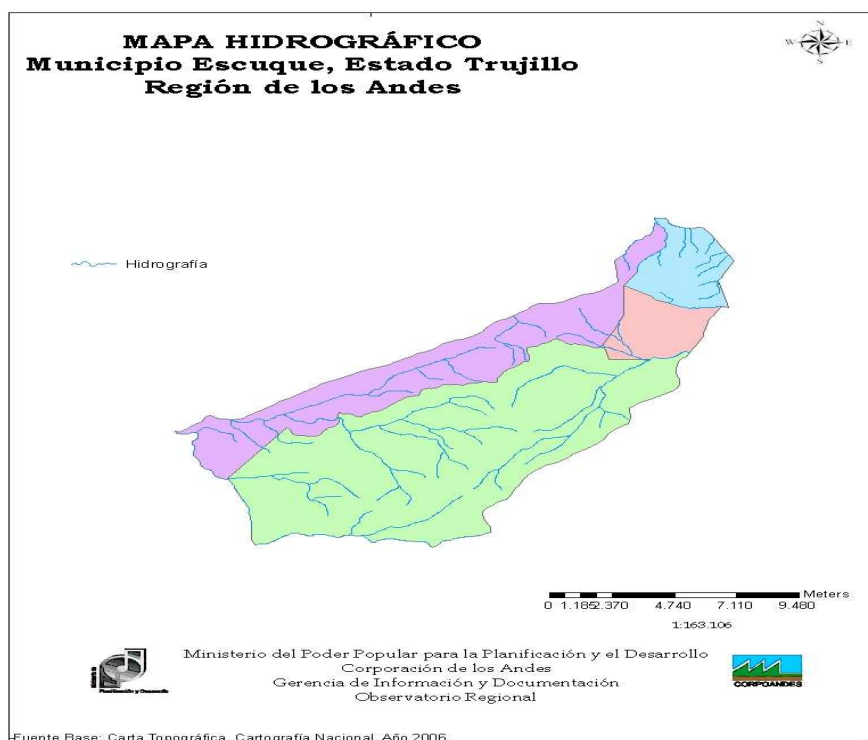 MAPA HIDROGRÁFICO
Municipio Escuque, Estado Trujillo
Región de los Andes
N
W E
S
Hidrografía
Meters
0 1.185 2.370 4.740 7.110 9.480
1:163.106
Ministerio del Poder Popular para la Planificación y el Desarrollo
Corporación de los Andes
Gerencia de Información y Documentación
Observatorio Regional
Planificación y Desarrollo
CORPOANDES
Fuente Base: Carta Topográfica, Cartografía Nacional, Año 2006